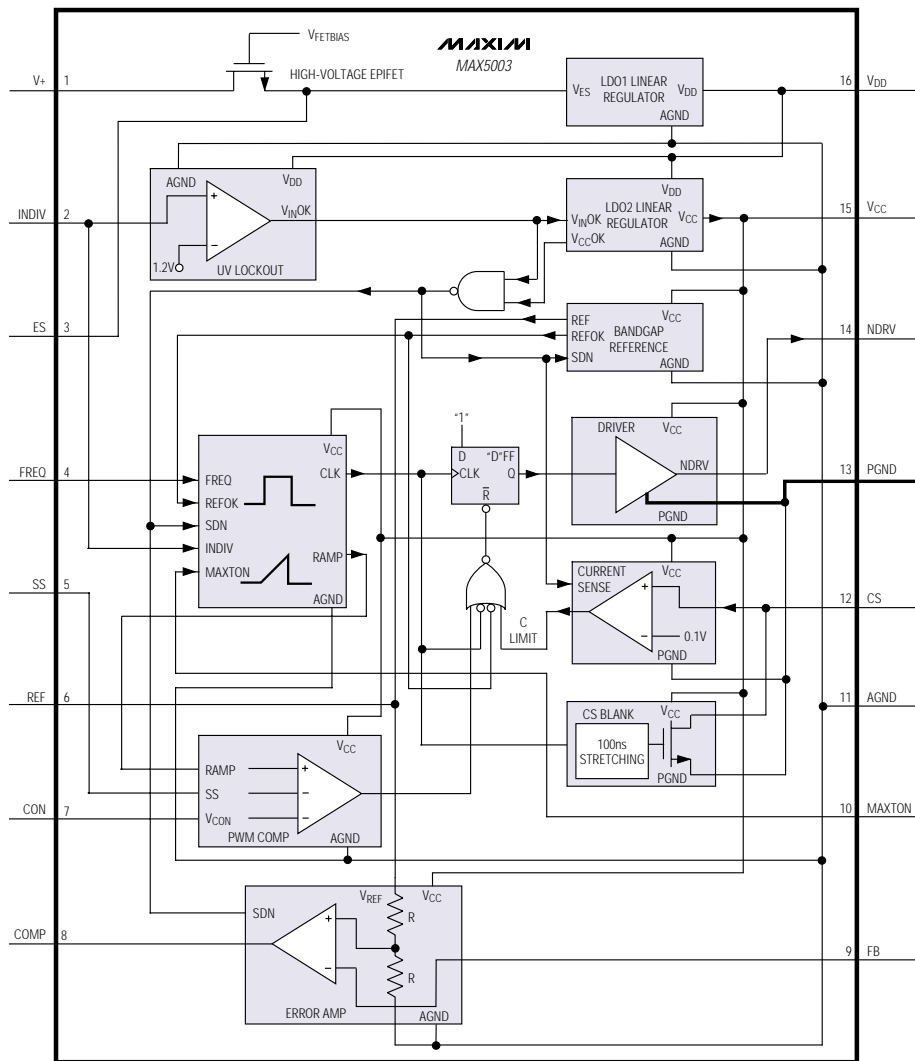 VFETBIAS
MAXIM
MAX5003
V+ 1
HIGH-VOLTAGE EPIFET
VES
LDO1 LINEAR
REGULATOR
VDD
AGND
16 VDD
AGND
VDD
INDIV 2
+
−
VINOK
1.2V
UV LOCKOUT
VDD
VINOK
LDO2 LINEAR
REGULATOR
VCC
VCCOK
AGND
15 VCC
ES 3
REF
REFOK
SDN
VCC
BANDGAP
REFERENCE
AGND
14 NDRV
"1"
D "D"FF
CLK Q
R
DRIVER
VCC
NDRV
PGND
13 PGND
FREQ 4
VCC
CLK
FREQ
REFOK
SDN
INDIV
MAXTON
RAMP
AGND
SS 5
C
LIMIT
CURRENT
SENSE
VCC
+
−
0.1V
PGND
12 CS
REF 6
11 AGND
CS BLANK
VCC
100ns
STRETCHING
PGND
VCC
RAMP +
SS −
VCON −
AGND
PWM COMP
CON 7
10 MAXTON
SDN
VREF
VCC
+
−
R
R
ERROR AMP
AGND
COMP 8
9 FB